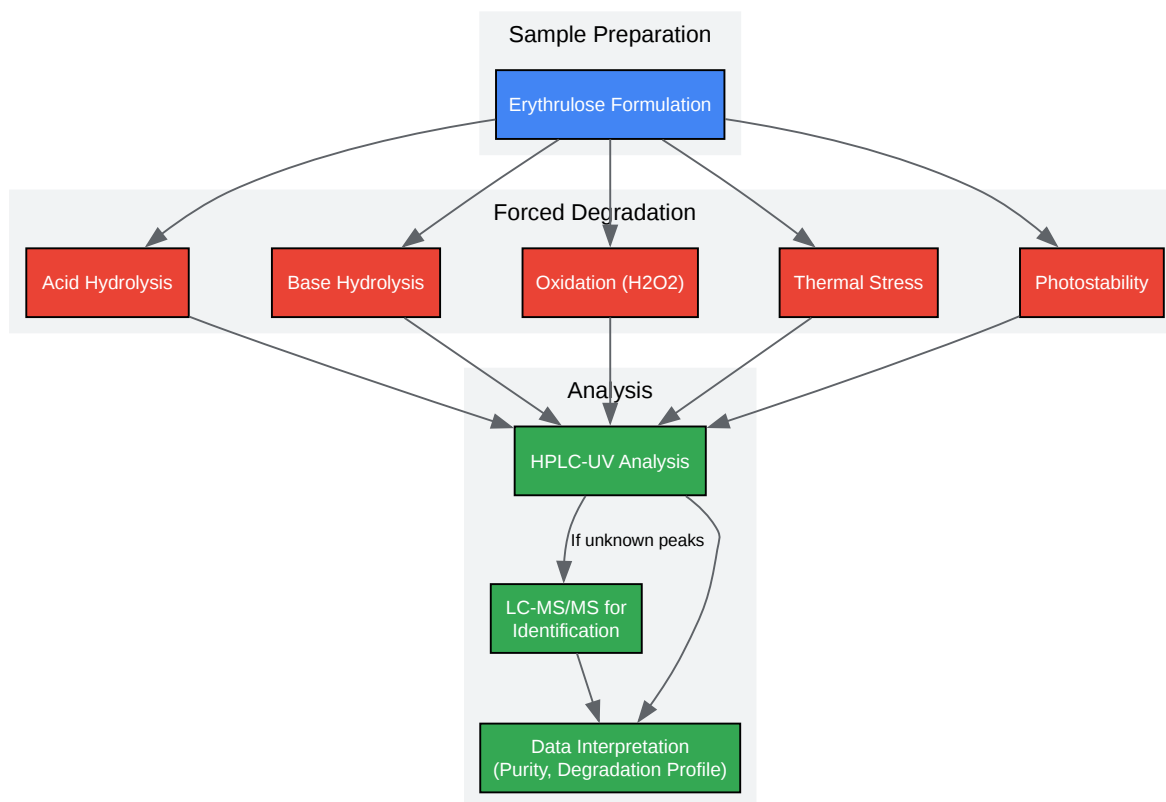 Sample Preparation
Erythrulose Formulation
Forced Degradation
Acid Hydrolysis
Base Hydrolysis
Oxidation (H2O2)
Thermal Stress
Photostability
Analysis
HPLC-UV Analysis
If unknown peaks
LC-MS/MS for
Identification
Data Interpretation
(Purity, Degradation Profile)